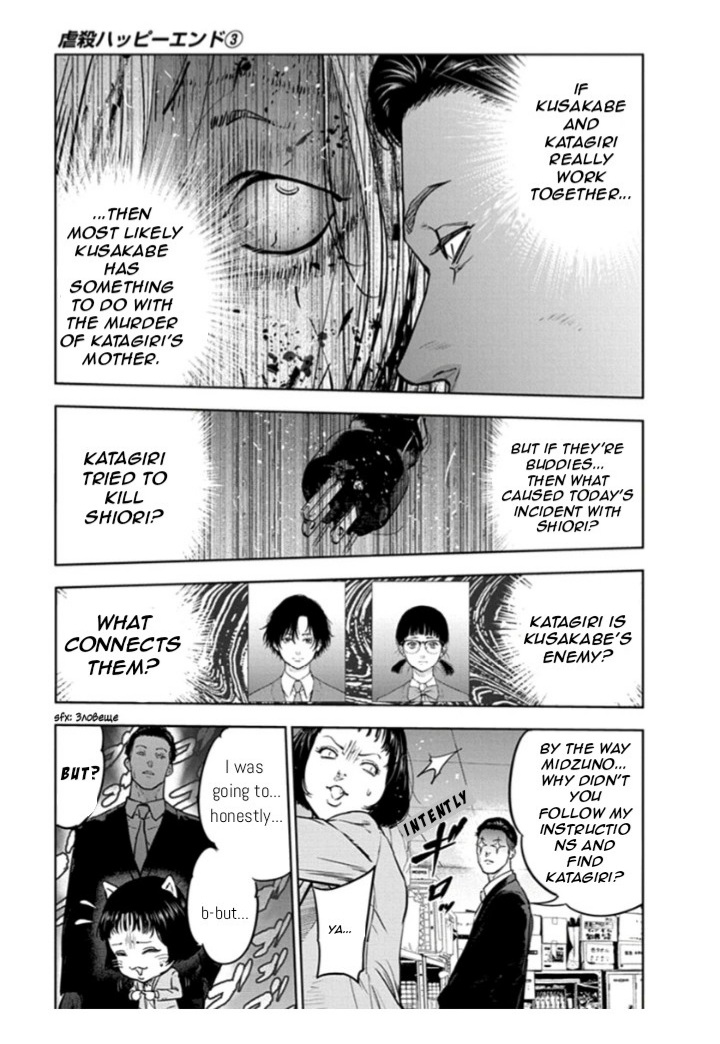 虐殺ハッピーエンド③
IF
KUSAKABE
AND
KATAGIRI
REALLY
WORK
TOGETHER...
...THEN
MOST LIKELY
KUSAKABE
HAS
SOMETHING
TO DO WITH
THE MURDER
OF KATAGIRI'S
MOTHER.
BUT IF THEY'RE
BUDDIES...
THEN WHAT
CAUSED TODAY'S
INCIDENT WITH
SHIORI?
KATAGIRI
TRIED TO
KILL
SHIORI?
KATAGIRI IS
KUSAKABE'S
ENEMY?
WHAT
CONNECTS
THEM?
BY THE WAY
MIDZUNO...
WHY DIDN'T
YOU
FOLLOW MY
INSTRUCTIO
NS AND
FIND
KATAGIRI?
INTENTLY
ギロ
YA...
sfx: Зловеще
I was
going to...
honestly...
b-but...
BUT?